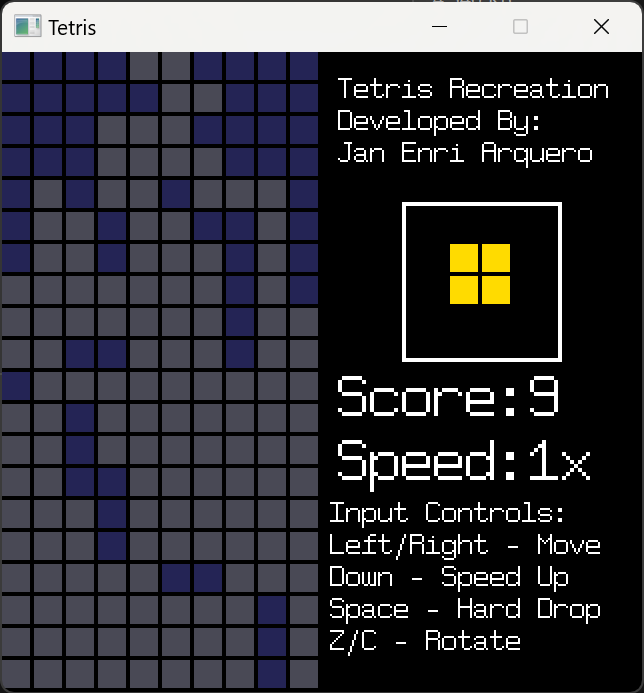 Tetris
Tetris Recreation
Developed By:
Jan Enri Arquero
Score:9
Speed:1x
Input Controls:
Left/Right - Move
Down - Speed Up
Space - Hard Drop
Z/C - Rotate